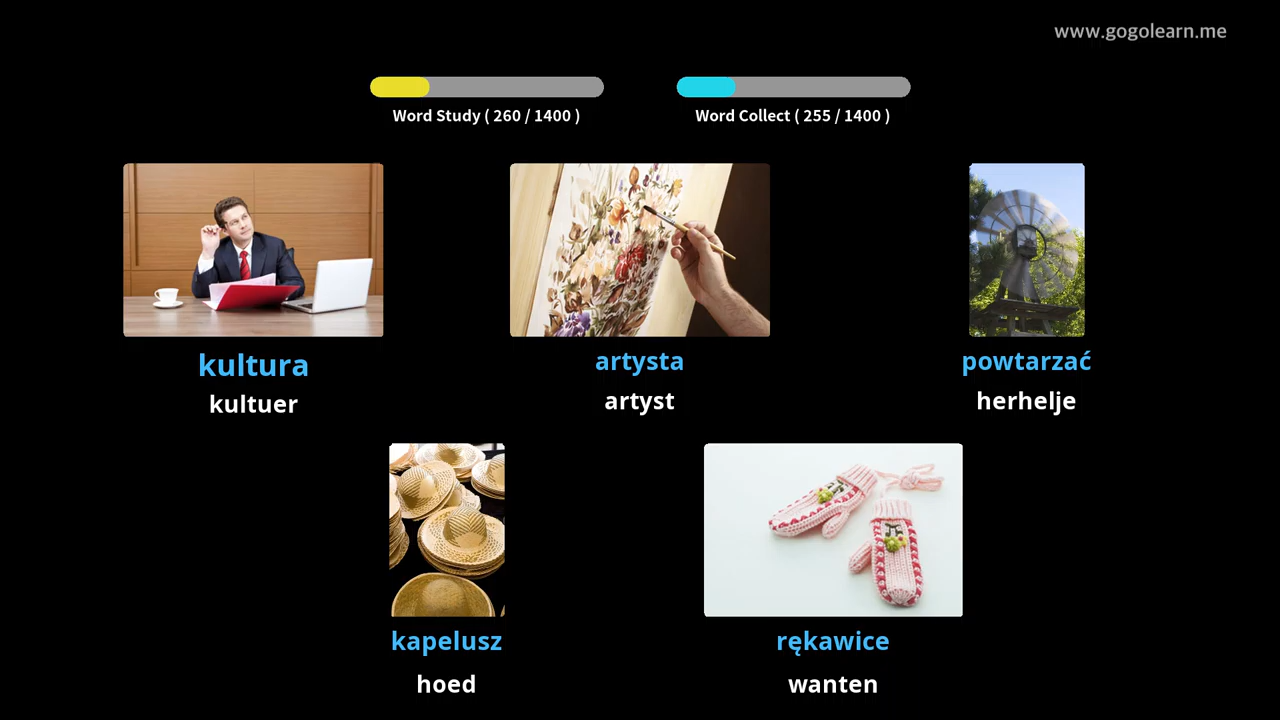 www.gogolearn.me
Word Study ( 260 / 1400 )
Word Collect ( 255 / 1400 )
kultura
kultuer
artysta
artyst
powtarzać
herhelje
kapelusz
hoed
rękawice
wanten